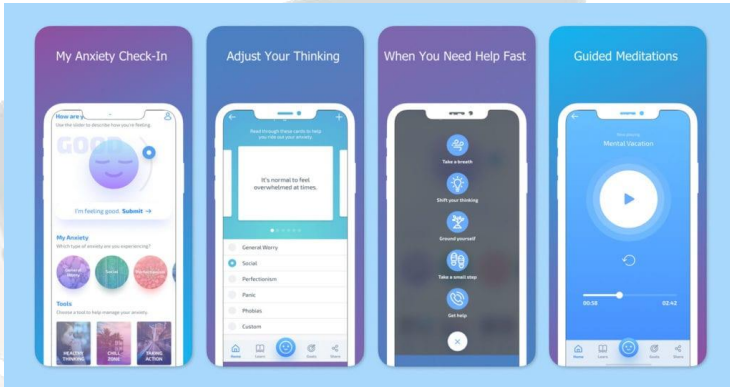 My Anxiety Check-In
How are y
Use the slider to describe how you're feeling.
GOOD
I'm feeling good Submit →
My Anxiety
Which type of anxiety are you experiencing?
General
Worry
Social
Perfectionism
Tools
Choose a tool to help manage your anxiety.
HEALTHY
THINKING
CHILL
ZONE
TAKING
ACTION
Adjust Your Thinking
Read through these cards to help
you ride out your anxiety.
It's normal to feel
overwhelmed at times.
General Worry
Social
Perfectionism
Panic
Phobias
Custom
Home
Learn
Goals
Share
When You Need Help Fast
Take a breath
Shift your thinking
Ground yourself
Take a small step
Get help
Guided Meditations
Mental Vacation
00:58
02:42
Home
Learn
Goals
Share